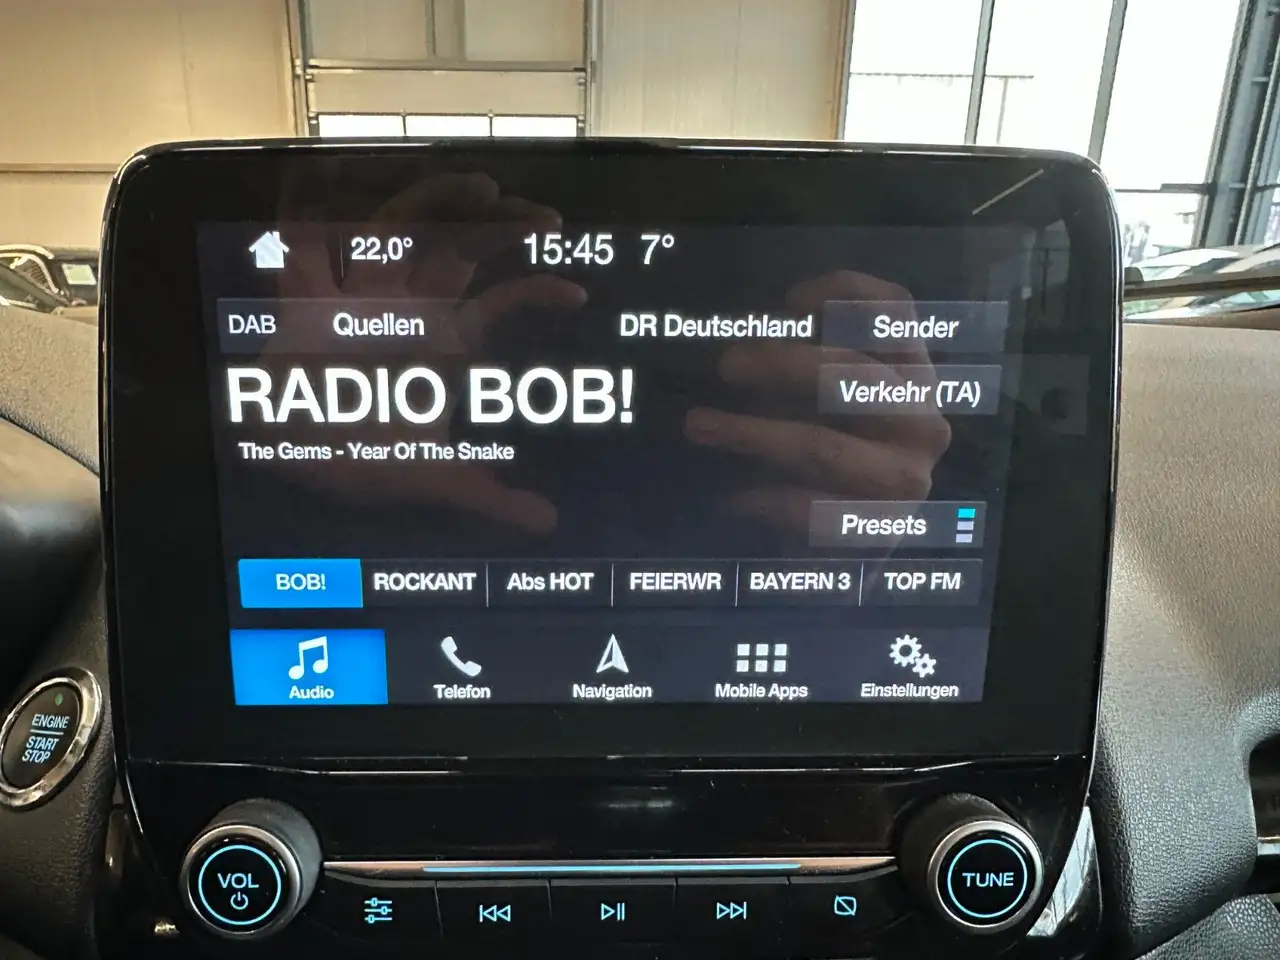 22,0° 15:45 7°
DAB Quellen DR Deutschland Sender
RADIO BOB! Verkehr (TA)
The Gems - Year Of The Snake
Presets
BOB! ROCKANT Abs HOT FEIERWR BAYERN 3 TOP FM
Audio Telefon Navigation Mobile Apps Einstellungen
ENGINE
START
STOP
VOL
TUNE